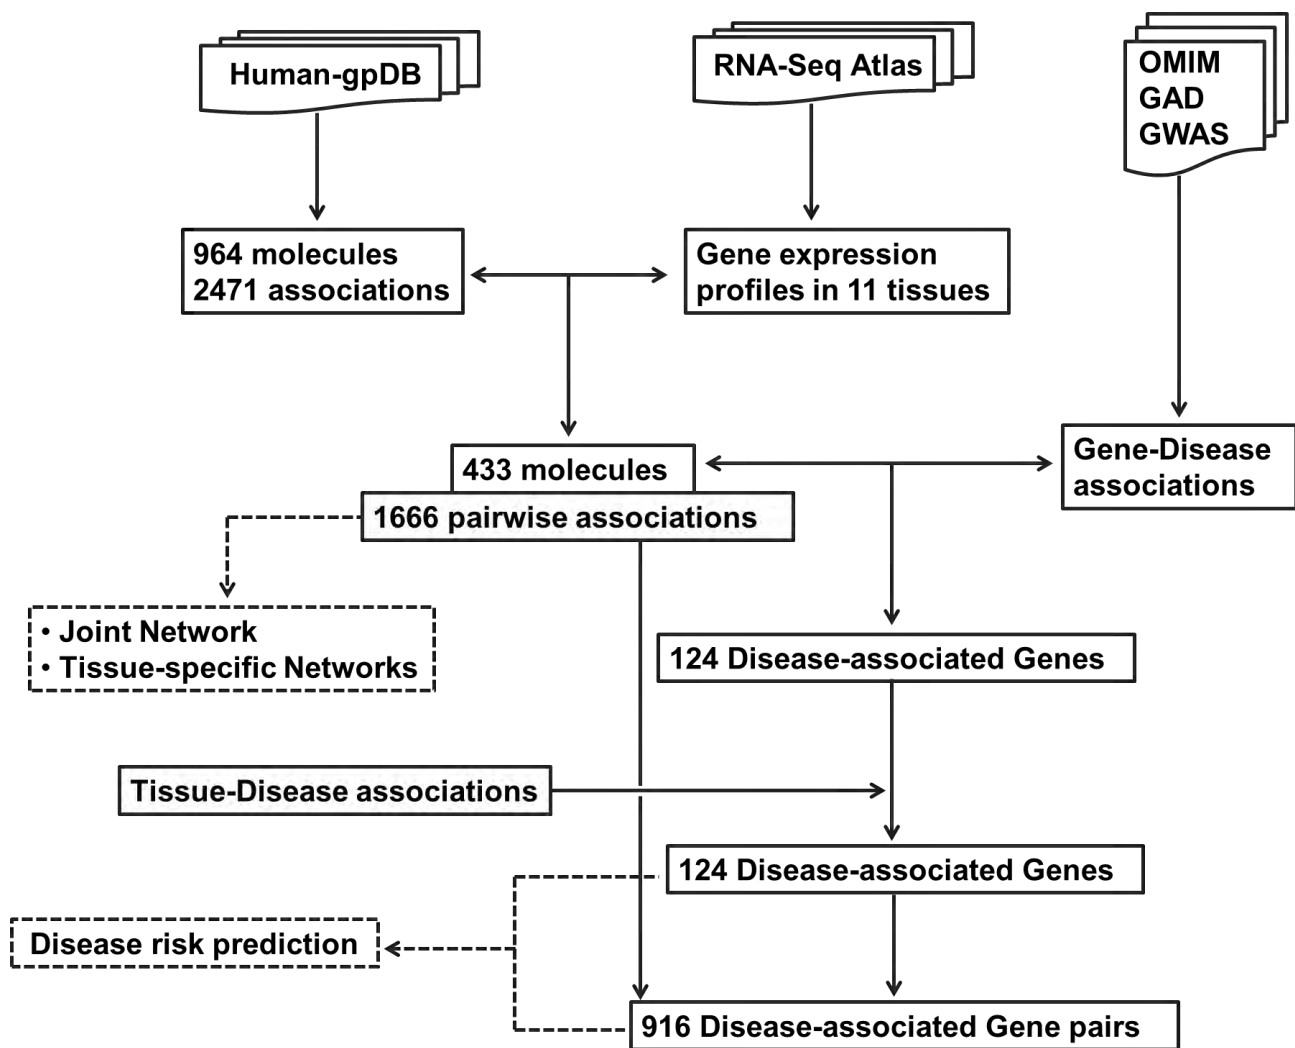 Human-gpDB
RNA-Seq Atlas
OMIM
GAD
GWAS
964 molecules
2471 associations
Gene expression
profiles in 11 tissues
433 molecules
1666 pairwise associations
Gene-Disease
associations
• Joint Network
• Tissue-specific Networks
124 Disease-associated Genes
Tissue-Disease associations
124 Disease-associated Genes
Disease risk prediction
916 Disease-associated Gene pairs